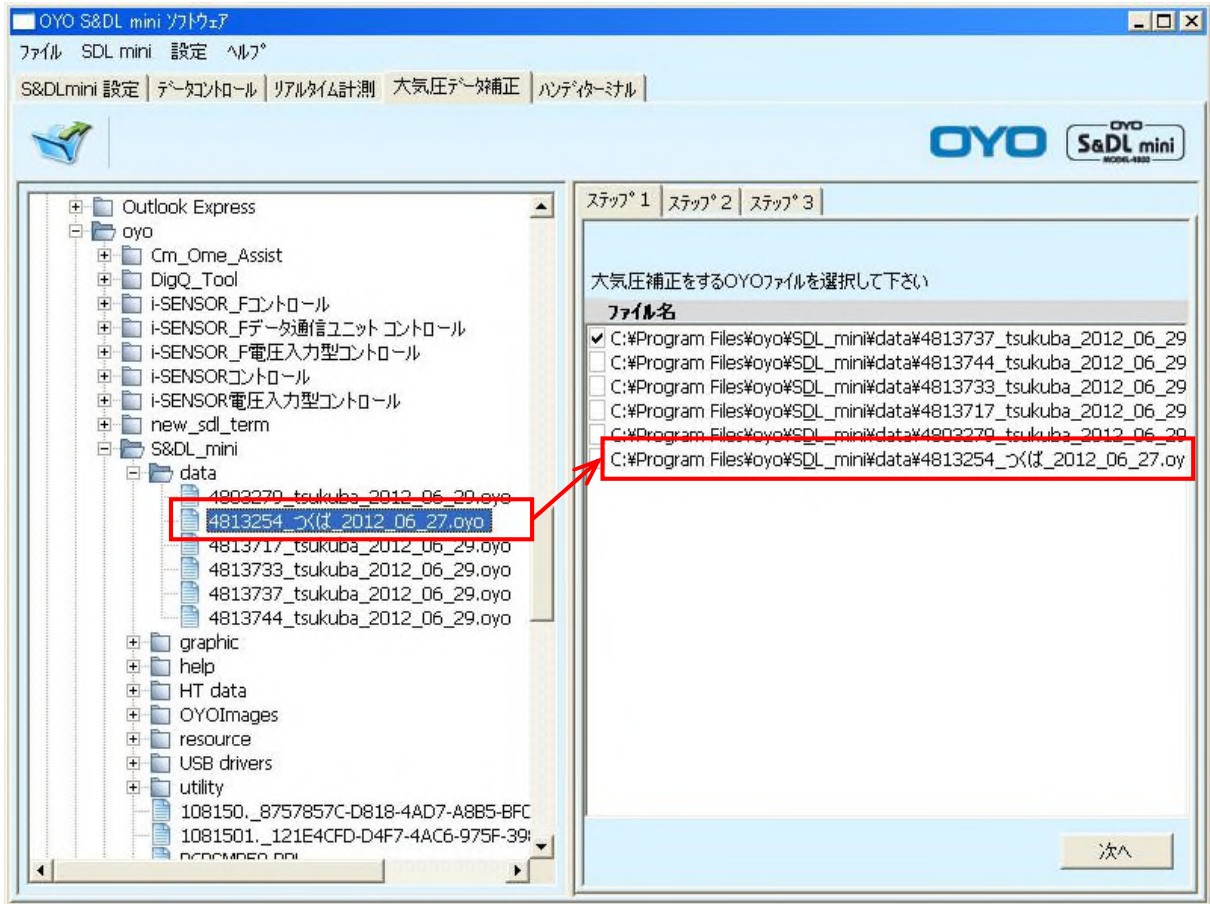 OYO S&DL mini ソフトウェア
ファイル SDL mini 設定 ヘルプ
S&DLmini 設定 データコントロール リアルタイム計測 大気圧データ補正 ハンディターミナル
OYO OYO S&DL mini MODEL-4800
Outlook Express
oyo
Cm_Ome_Assist
DigQ_Tool
i-SENSOR_Fコントロール
i-SENSOR_Fデータ通信ユニット コントロール
i-SENSOR_F電圧入力型コントロール
i-SENSORコントロール
i-SENSOR電圧入力型コントロール
new_sdl_term
S&DL_mini
data
4803279_tsukuba_2012_06_29.oyo
4813254_つくば_2012_06_27.oyo
4813717_tsukuba_2012_06_29.oyo
4813733_tsukuba_2012_06_29.oyo
4813737_tsukuba_2012_06_29.oyo
4813744_tsukuba_2012_06_29.oyo
graphic
help
HT data
OYOImages
resource
USB drivers
utility
108150._8757857C-D818-4AD7-A8B5-BFC
1081501._121E4CFD-D4F7-4AC6-975F-39
ステップ 1 ステップ 2 ステップ 3
大気圧補正をするOYOファイルを選択して下さい
ファイル名
C:¥Program Files¥oyo¥SDL_mini¥data¥4813737_tsukuba_2012_06_29
C:¥Program Files¥oyo¥SDL_mini¥data¥4813744_tsukuba_2012_06_29
C:¥Program Files¥oyo¥SDL_mini¥data¥4813733_tsukuba_2012_06_29
C:¥Program Files¥oyo¥SDL_mini¥data¥4813717_tsukuba_2012_06_29
C:¥Program Files¥oyo¥SDL_mini¥data¥4803279_tsukuba_2012_06_29
C:¥Program Files¥oyo¥SDL_mini¥data¥4813254_つくば_2012_06_27.oy
次へ